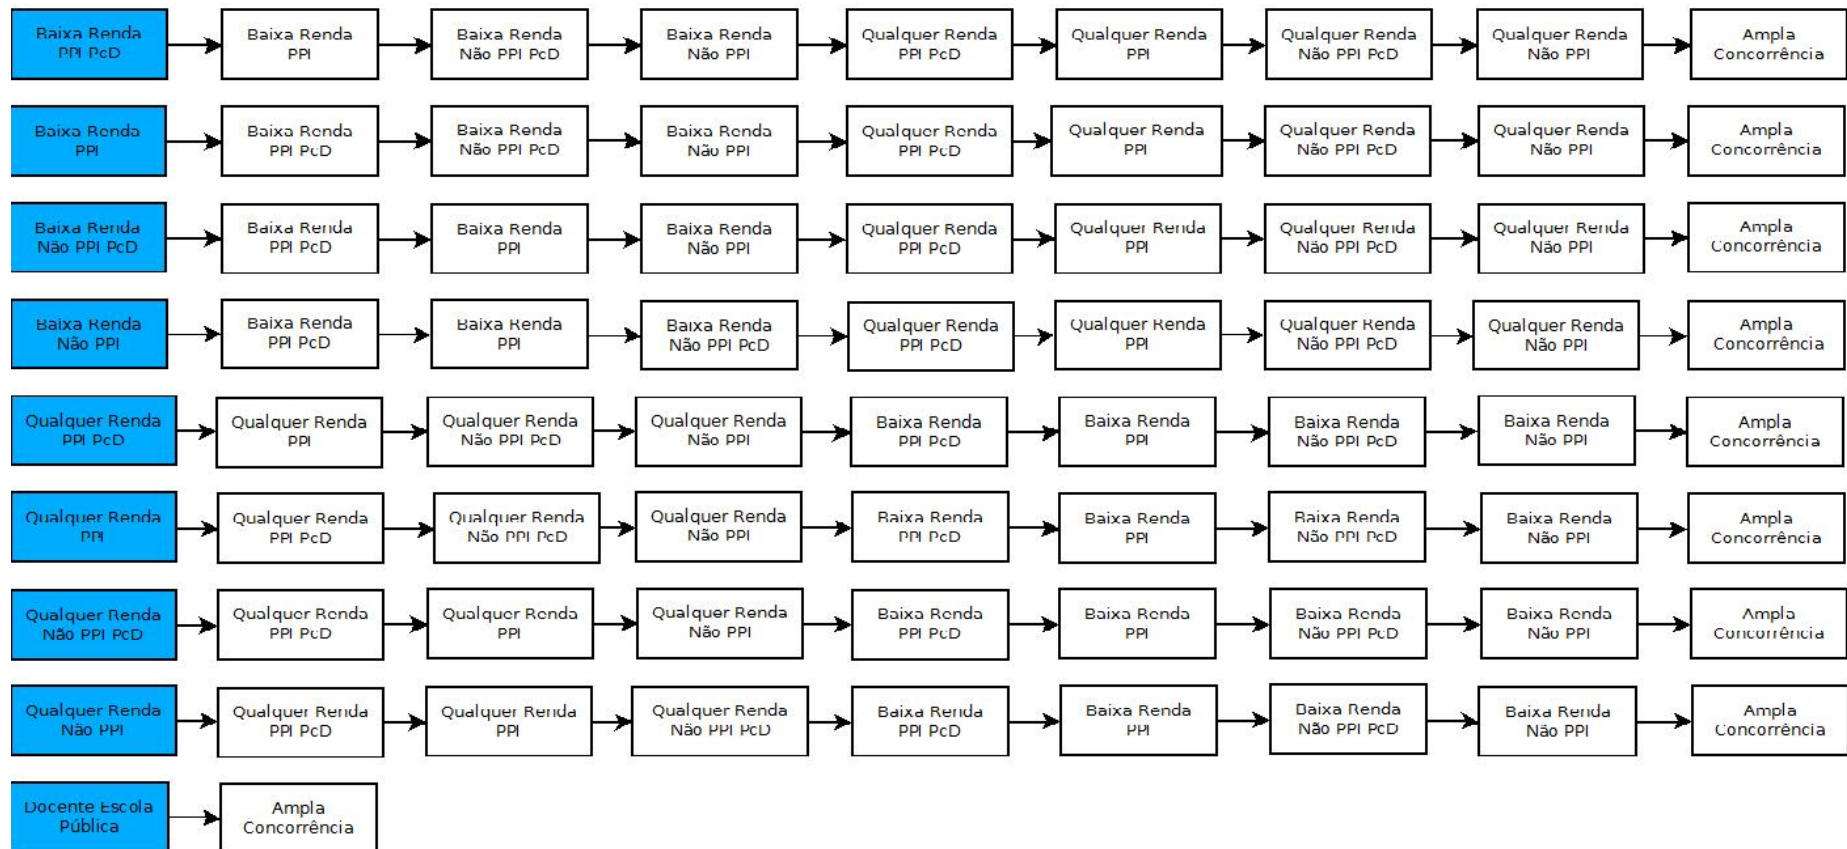 Baixa Renda
PPI PcD
Baixa Renda
PPI
Baixa Renda
Não PPI PcD
Baixa Renda
Não PPI
Qualquer Renda
PPI PcD
Qualquer Renda
PPI
Qualquer Renda
Não PPI PcD
Qualquer Renda
Não PPI
Ampla
Concorrência
Baixa Renda
PPI
Baixa Renda
PPI PcD
Baixa Renda
Não PPI PcD
Baixa Renda
Não PPI
Qualquer Renda
PPI PcD
Qualquer Renda
PPI
Qualquer Renda
Não PPI PcD
Qualquer Renda
Não PPI
Ampla
Concorrência
Baixa Renda
Não PPI PcD
Baixa Renda
PPI PcD
Baixa Renda
PPI
Baixa Renda
Não PPI
Qualquer Renda
PPI PcD
Qualquer Renda
PPI
Qualquer Renda
Não PPI PcD
Qualquer Renda
Não PPI
Ampla
Concorrência
Baixa Renda
Não PPI
Baixa Renda
PPI PcD
Baixa Renda
PPI
Baixa Renda
Não PPI PcD
Qualquer Renda
PPI PcD
Qualquer Renda
PPI
Qualquer Renda
Não PPI PcD
Qualquer Renda
Não PPI
Ampla
Concorrência
Qualquer Renda
PPI PcD
Qualquer Renda
PPI
Qualquer Renda
Não PPI PcD
Qualquer Renda
Não PPI
Baixa Renda
PPI PcD
Baixa Renda
PPI
Baixa Renda
Não PPI PcD
Baixa Renda
Não PPI
Ampla
Concorrência
Qualquer Renda
PPI
Qualquer Renda
PPI PcD
Qualquer Renda
Não PPI PcD
Qualquer Renda
Não PPI
Baixa Renda
PPI PcD
Baixa Renda
PPI
Baixa Renda
Não PPI PcD
Baixa Renda
Não PPI
Ampla
Concorrência
Qualquer Renda
Não PPI PcD
Qualquer Renda
PPI PcD
Qualquer Renda
PPI
Qualquer Renda
Não PPI
Baixa Renda
PPI PcD
Baixa Renda
PPI
Baixa Renda
Não PPI PcD
Baixa Renda
Não PPI
Ampla
Concorrência
Qualquer Renda
Não PPI
Qualquer Renda
PPI PcD
Qualquer Renda
PPI
Qualquer Renda
Não PPI PcD
Baixa Renda
PPI PcD
Baixa Renda
PPI
Baixa Renda
Não PPI PcD
Baixa Renda
Não PPI
Ampla
Concorrência
Docente Escola
Pública
Ampla
Concorrência